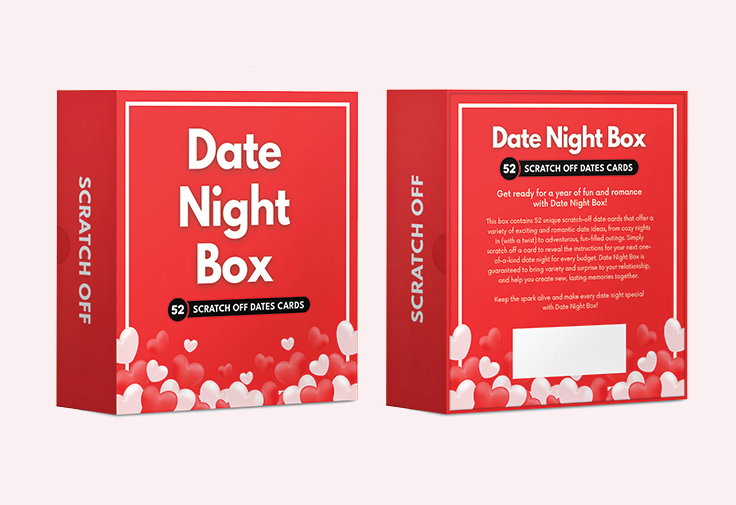 SCRATCH OFF
Date
Night
Box
52 SCRATCH OFF DATES CARDS
SCRATCH OFF
Date Night Box
52 SCRATCH OFF DATES CARDS
Get ready for a year of fun and romance
with Date Night Box!
This box contains 52 unique scratch-off date cards that offer a
variety of exciting and romantic date ideas, from cozy nights
in (with a twist) to adventurous, fun-filled outings. Simply
scratch off a card to reveal the instructions for your next one-
of-a-kind date night for every budget. Date Night Box is
guaranteed to bring variety and surprise to your relationship,
and help you create new, lasting memories together.
Keep the spark alive and make every date night special
with Date Night Box!